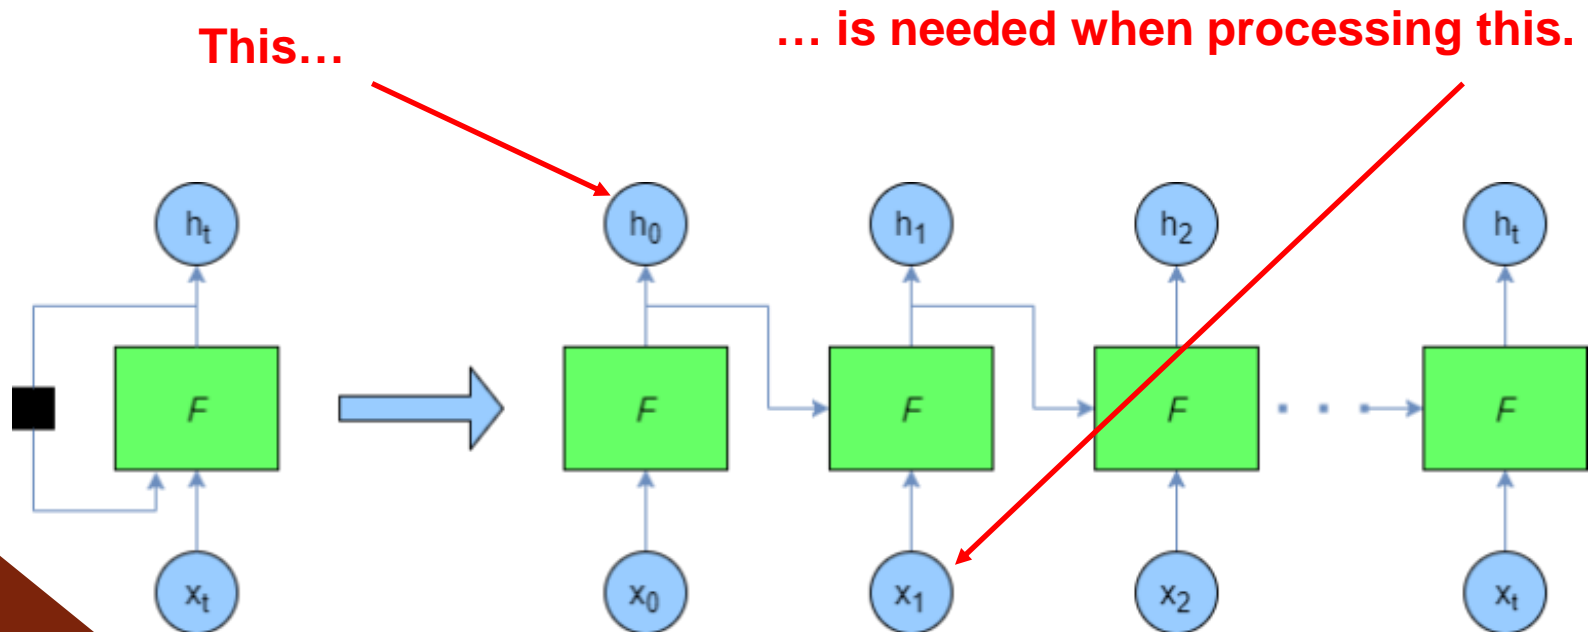 This…
… is needed when processing this.
hₜ h₀ h₁ h₂ hₜ
F F F F F
xₜ x₀ x₁ x₂ xₜ